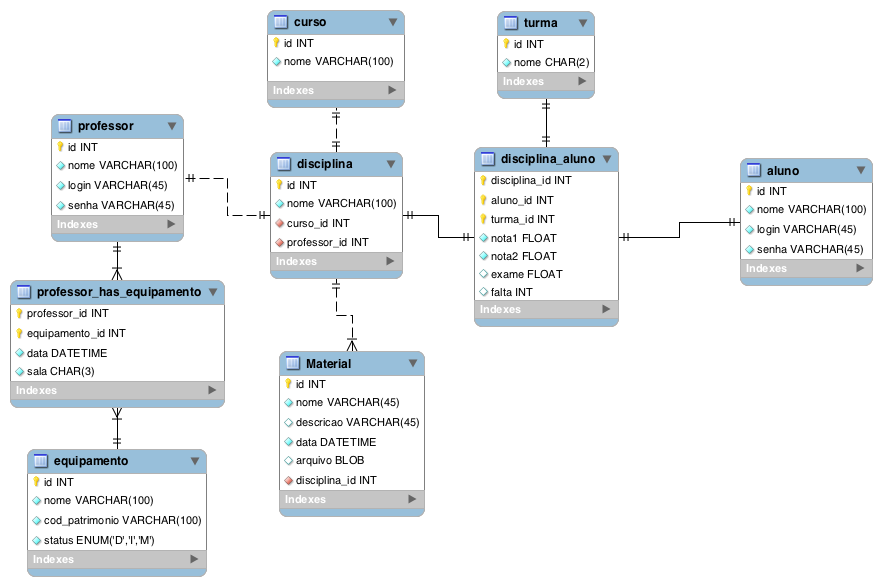 curso
id INT
nome VARCHAR(100)
Indexes
turma
id INT
nome CHAR(2)
Indexes
professor
id INT
nome VARCHAR(100)
login VARCHAR(45)
senha VARCHAR(45)
Indexes
disciplina
id INT
nome VARCHAR(100)
curso_id INT
professor_id INT
Indexes
disciplina_aluno
disciplina_id INT
aluno_id INT
turma_id INT
nota1 FLOAT
nota2 FLOAT
exame FLOAT
falta INT
Indexes
aluno
id INT
nome VARCHAR(100)
login VARCHAR(45)
senha VARCHAR(45)
Indexes
professor_has_equipamento
professor_id INT
equipamento_id INT
data DATETIME
sala CHAR(3)
Indexes
Material
id INT
nome VARCHAR(45)
descricao VARCHAR(45)
data DATETIME
arquivo BLOB
disciplina_id INT
Indexes
equipamento
id INT
nome VARCHAR(100)
cod_patrimonio VARCHAR(100)
status ENUM('D','I','M')
Indexes